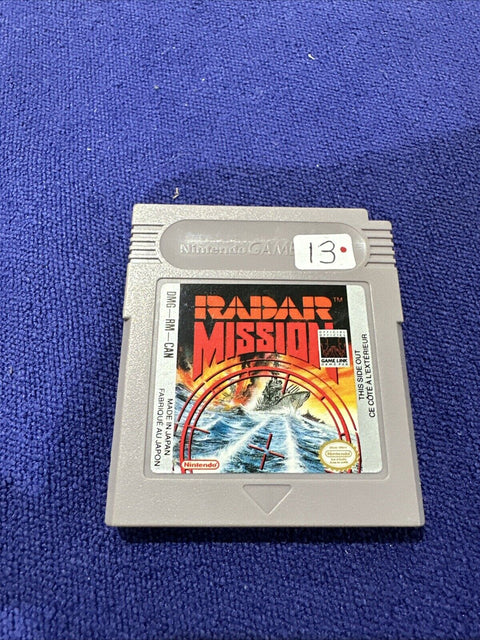 Nintendo GAME
13.
RADAR™
MISSION
GAME LINK
DMG-RM-CAN
MADE IN JAPAN
FABRIQUÉ AU JAPON
THIS SIDE OUT
CE CÔTÉ À L'EXTÉRIEUR
Nintendo